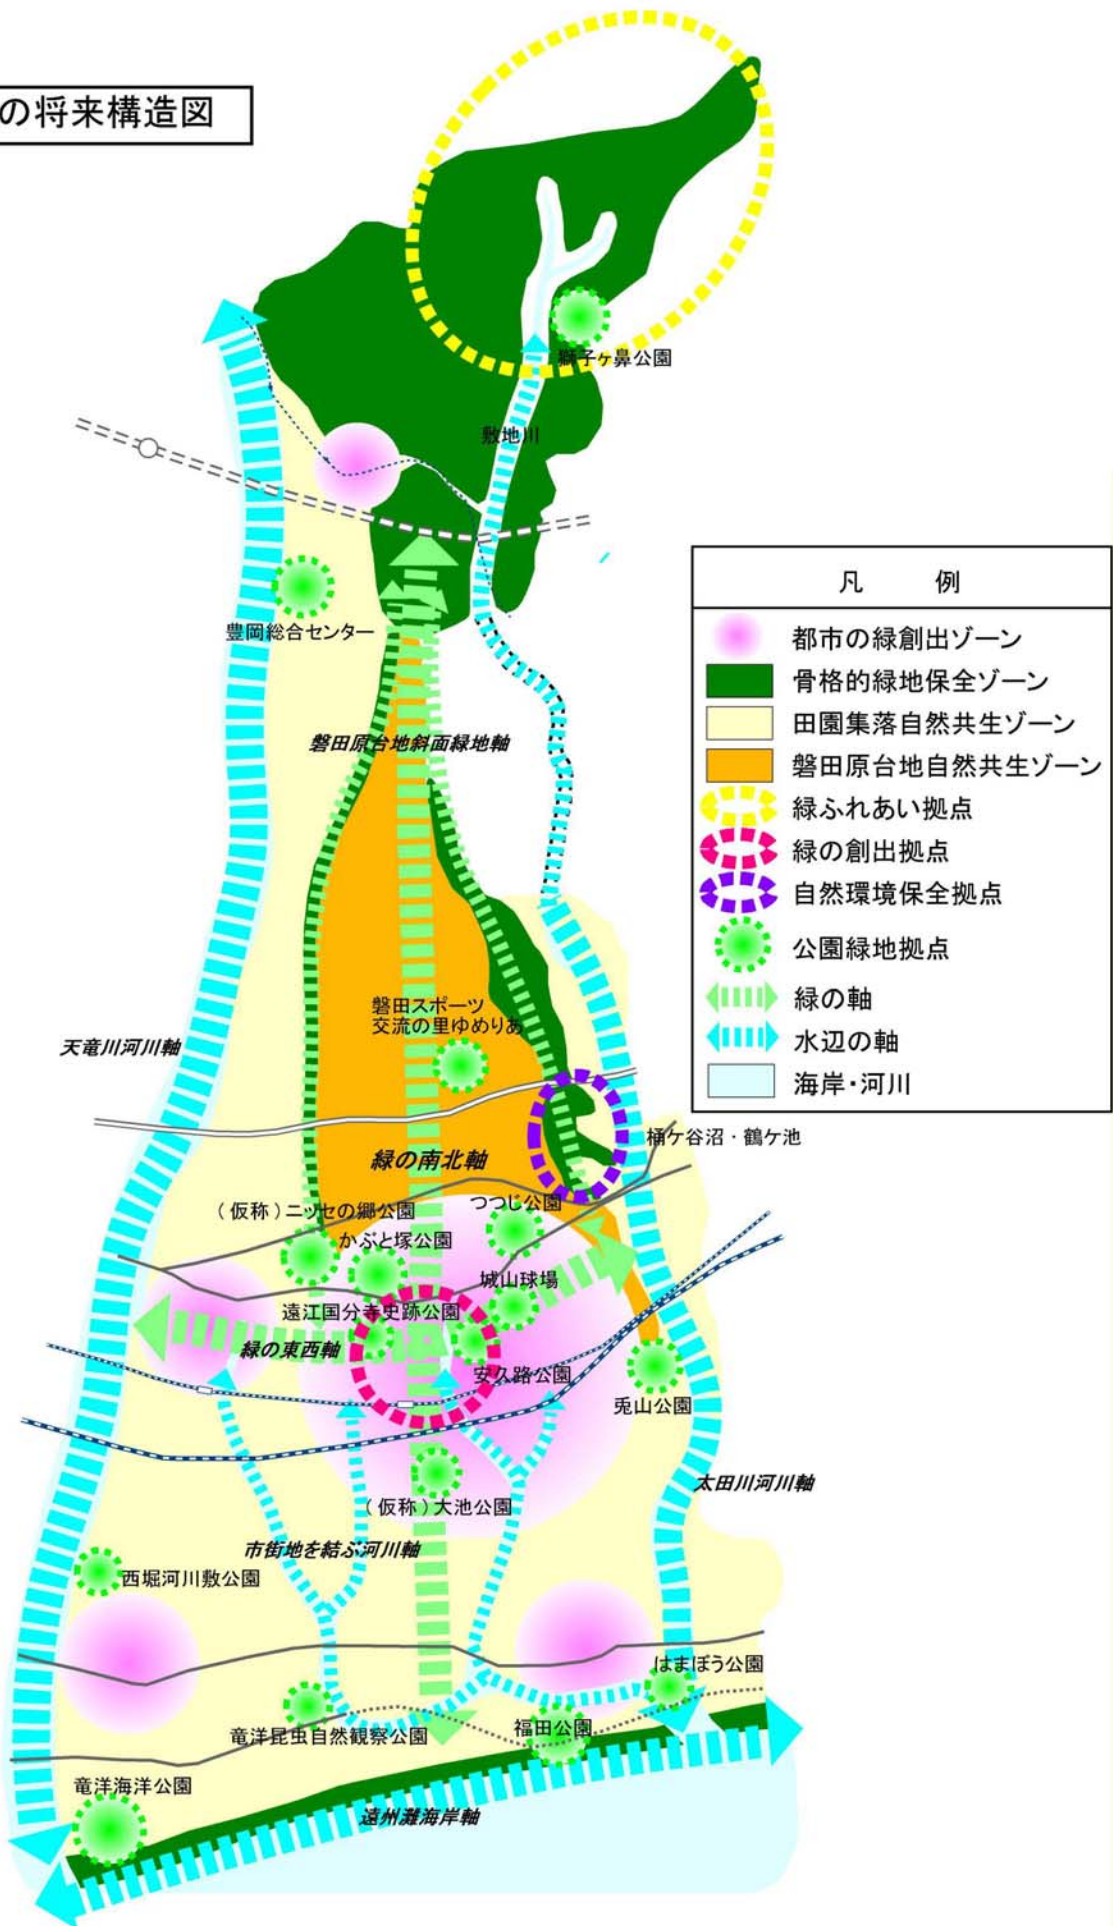 の将来構造図
獅子ヶ鼻公園
敷地川
凡 例
都市の緑創出ゾーン
骨格的緑地保全ゾーン
田園集落自然共生ゾーン
磐田原台地自然共生ゾーン
緑ふれあい拠点
緑の創出拠点
自然環境保全拠点
公園緑地拠点
緑の軸
水辺の軸
海岸・河川
豊岡総合センター
磐田原台地斜面緑地軸
磐田スポーツ
交流の里ゆめりあ
天竜川河川軸
桶ケ谷沼・鶴ケ池
緑の南北軸
つつじ公園
（仮称）ニッセの郷公園
かぶと塚公園
城山球場
遠江国分寺史跡公園
緑の東西軸
安久路公園
兎山公園
太田川河川軸
（仮称）大池公園
市街地を結ぶ河川軸
西堀河川敷公園
はまぼう公園
福田公園
竜洋昆虫自然観察公園
竜洋海洋公園
遠州灘海岸軸